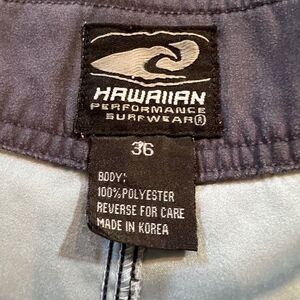 HAWAIIAN
PERFORMANCE
SURFWEAR®
36
BODY:
100%POLYESTER
REVERSE FOR CARE
MADE IN KOREA